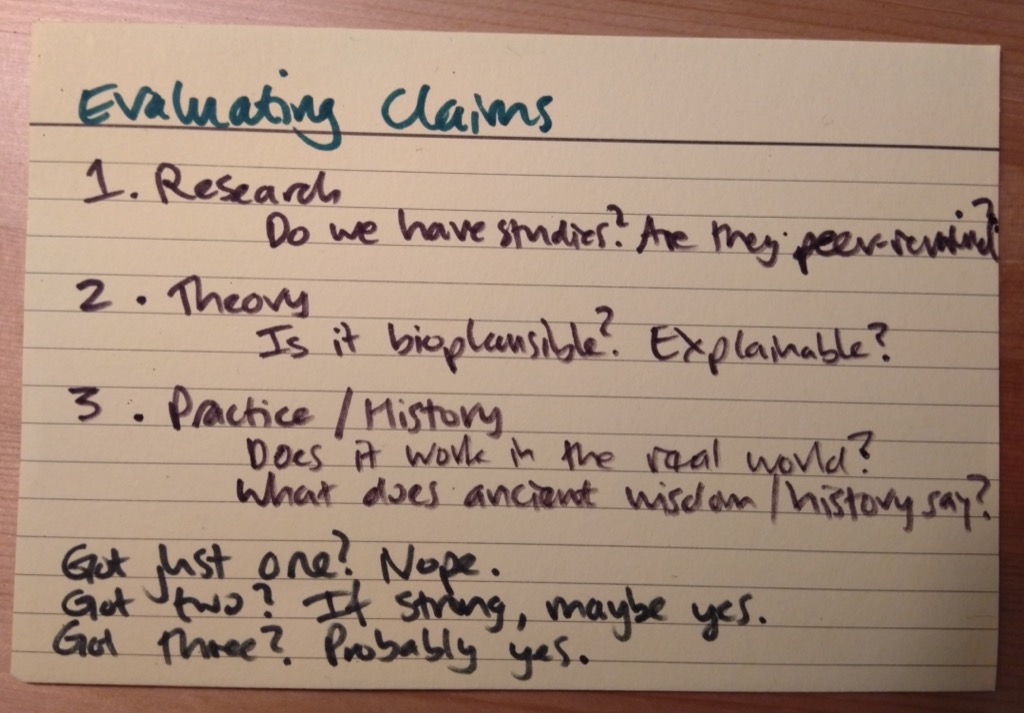 Evaluating Claims
1. Research
Do we have studies? Are they peer-reviewed?
2. Theory
Is it bioplausible? Explainable?
3. Practice / History
Does it work in the real world?
What does ancient wisdom / history say?
Got just one? Nope.
Got two? If strong, maybe yes.
Got three? Probably yes.